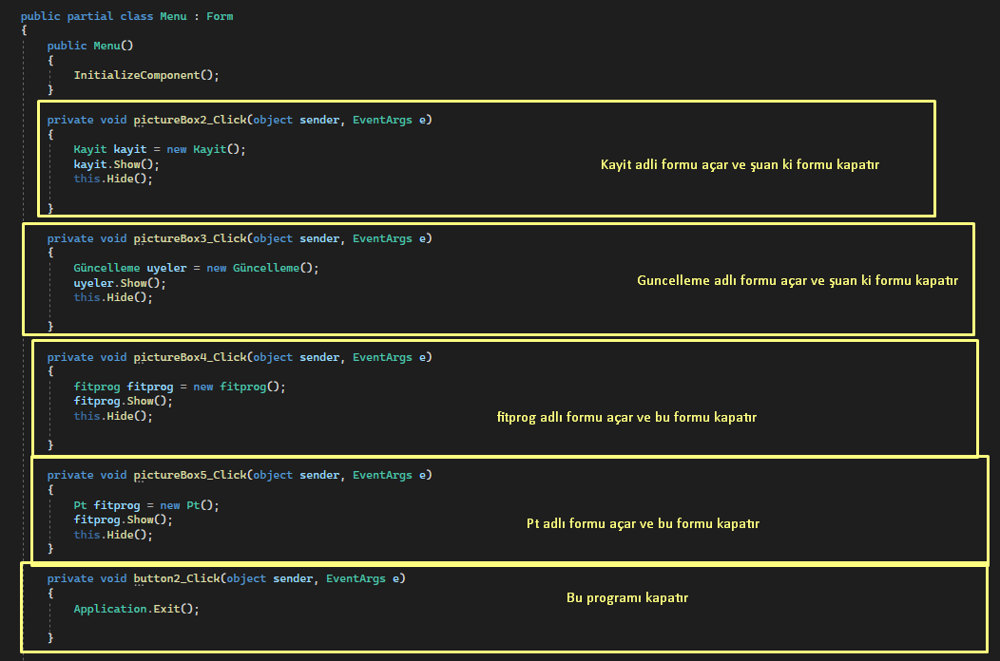 public partial class Menu : Form
{
public Menu()
{
InitializeComponent();
}
private void pictureBox2_Click(object sender, EventArgs e)
{
Kayit kayit = new Kayit();
kayit.Show();
Kayit adli formu açar ve şuan ki formu kapatır
this.Hide();
}
private void pictureBox3_Click(object sender, EventArgs e)
{
Güncelleme uyeler = new Güncelleme();
uyeler.Show();
Guncelleme adlı formu açar ve şuan ki formu kapatır
this.Hide();
}
private void pictureBox4_Click(object sender, EventArgs e)
{
fitprog fitprog = new fitprog();
fitprog.Show();
this.Hide();
fitprog adlı formu açar ve bu formu kapatır
}
private void pictureBox5_Click(object sender, EventArgs e)
{
Pt fitprog = new Pt();
fitprog.Show();
Pt adlı formu açar ve bu formu kapatır
this.Hide();
}
private void button2_Click(object sender, EventArgs e)
{
Bu programı kapatır
Application.Exit();
}